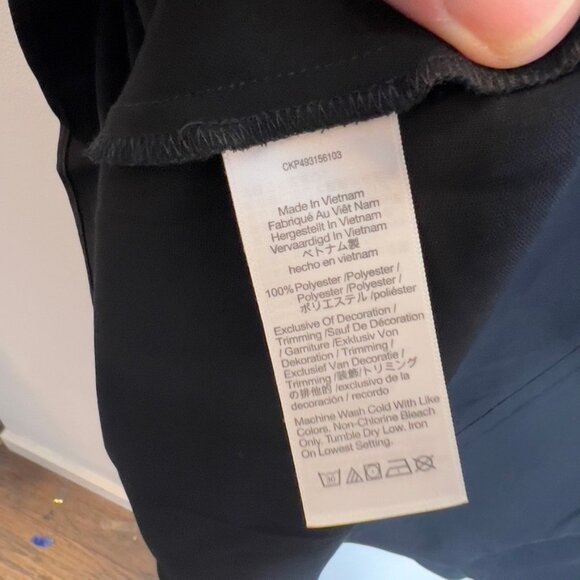 CKP493156103
Made In Vietnam
Fabriqué Au Viêt Nam
Hergestellt In Vietnam
Vervaardigd In Vietnam
ベトナム製
hecho en vietnam
100% Polyester /Polyester /
Polyester /Polyester /
ポリエステル /poliéster
Exclusive Of Decoration /
Trimming /Sauf De Décoration
/ Garniture /Exklusiv Von
Dekoration / Trimming /
Exclusief Van Decoratie /
Trimming /装飾/トリミング
の排他的 /exclusivo de la
decoración / recordo
Machine Wash Cold With Like
Colors, Non-Chlorine Bleach
Only. Tumble Dry Low. Iron
On Lowest Setting.
30